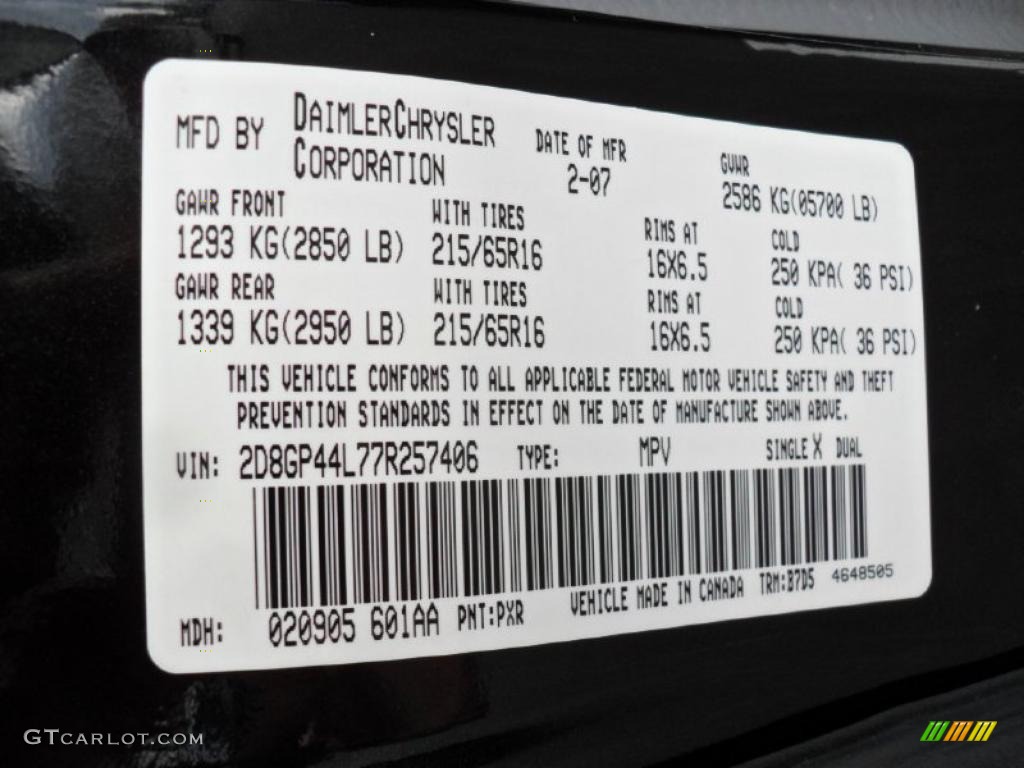 MFD BY DAIMLERCHRYSLER CORPORATION DATE OF MFR 2-07 GVWR 2586 KG(05700 LB)
GAWR FRONT WITH TIRES RIMS AT COLD
1293 KG(2850 LB) 215/65R16 16X6.5 250 KPA( 36 PSI)
GAWR REAR WITH TIRES RIMS AT COLD
1339 KG(2950 LB) 215/65R16 16X6.5 250 KPA( 36 PSI)
THIS VEHICLE CONFORMS TO ALL APPLICABLE FEDERAL MOTOR VEHICLE SAFETY AND THEFT
PREVENTION STANDARDS IN EFFECT ON THE DATE OF MANUFACTURE SHOWN ABOVE.
VIN: 2D8GP44L77R257406 TYPE: MPV SINGLE X DUAL
MDH: 020905 601AA PNT:PXR VEHICLE MADE IN CANADA TRM:B7D5 4648505
GTCARLOT.COM